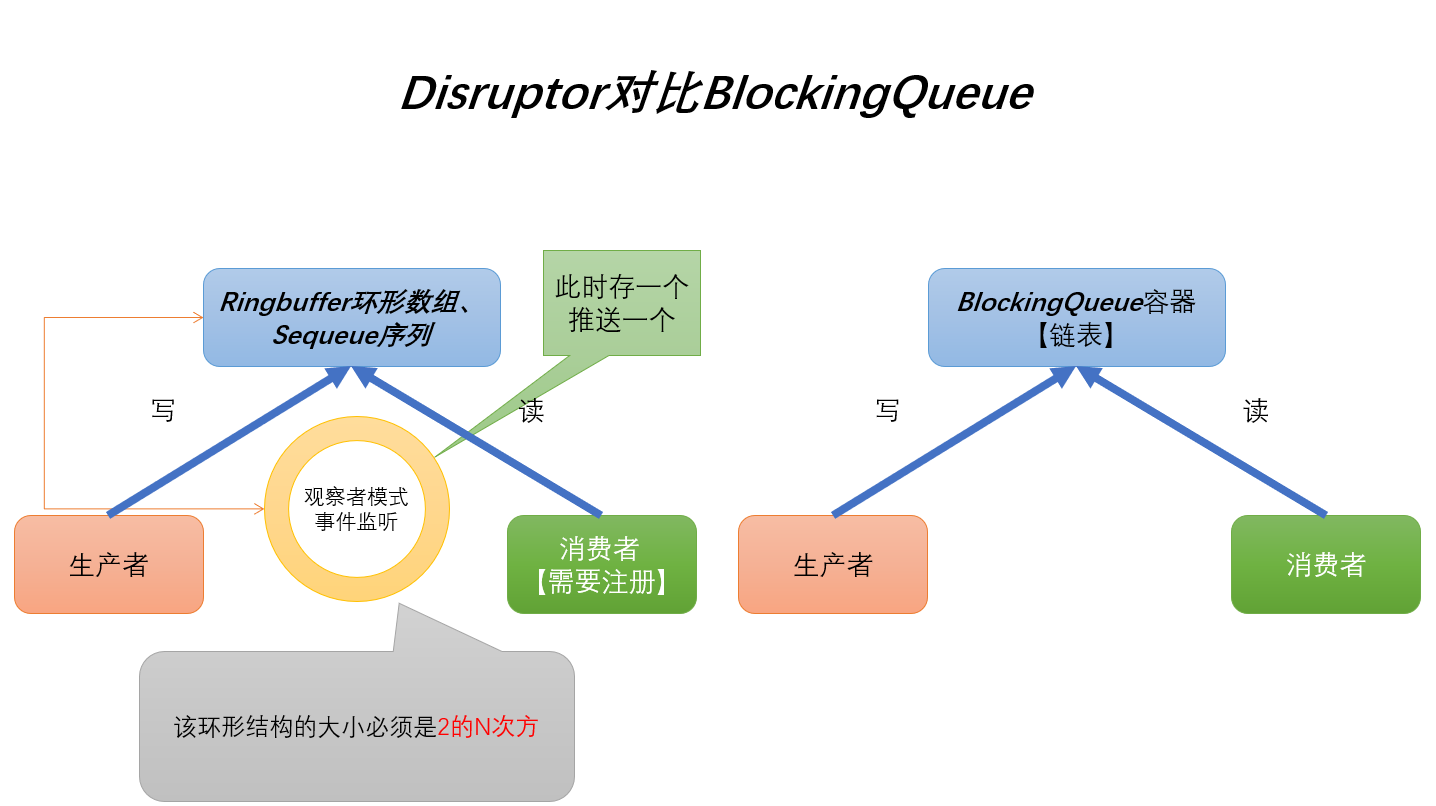 Disruptor对比BlockingQueue
Ringbuffer环形数组、
Sequeue序列
此时存一个
推送一个
写
读
观察者模式
事件监听
生产者
消费者
【需要注册】
该环形结构的大小必须是2的N次方
BlockingQueue容器
【链表】
写
读
生产者
消费者